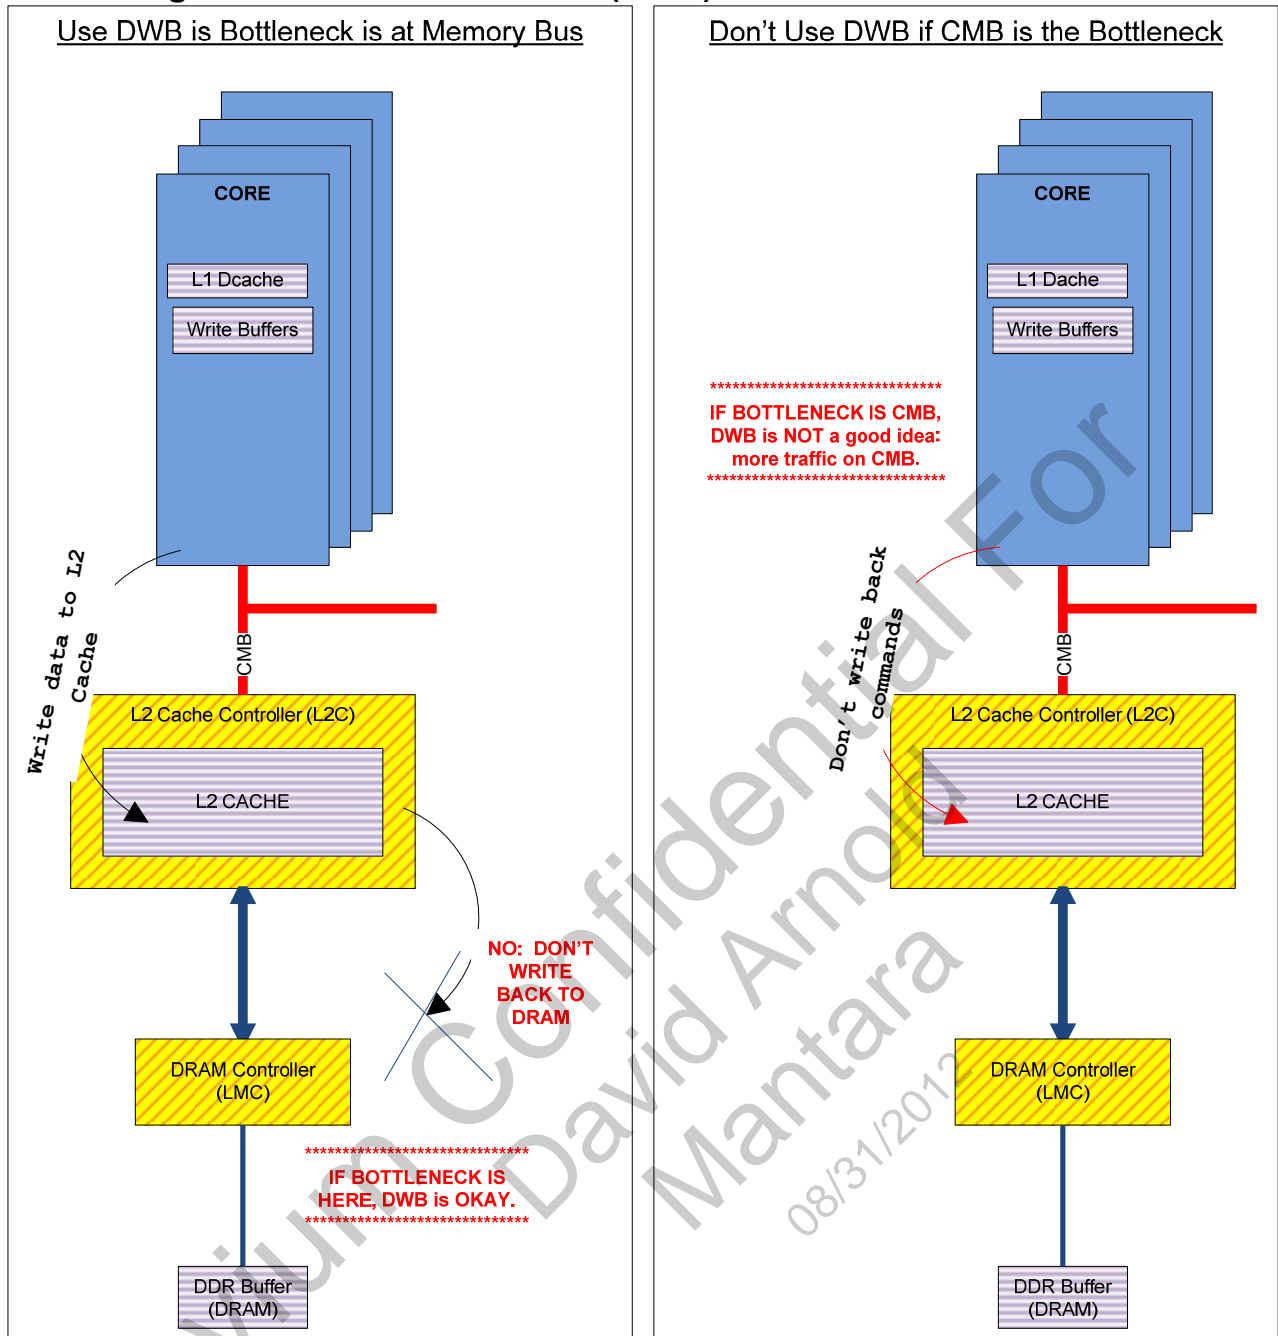 Use DWB is Bottleneck is at Memory Bus
CORE
L1 Dcache
Write Buffers
Write data to L2
Cache
CMB
L2 Cache Controller (L2C)
L2 CACHE
NO: DON'T
WRITE
BACK TO
DRAM
DRAM Controller
(LMC)
******************************
IF BOTTLENECK IS
HERE, DWB is OKAY.
******************************
DDR Buffer
(DRAM)
Don't Use DWB if CMB is the Bottleneck
CORE
L1 Dache
Write Buffers
*******************************
IF BOTTLENECK IS CMB,
DWB is NOT a good idea:
more traffic on CMB.
********************************
Don't write back
commands
CMB
L2 Cache Controller (L2C)
L2 CACHE
DRAM Controller
(LMC)
DDR Buffer
(DRAM)
Confidential For
David Arnold
Mantara
08/31/2012